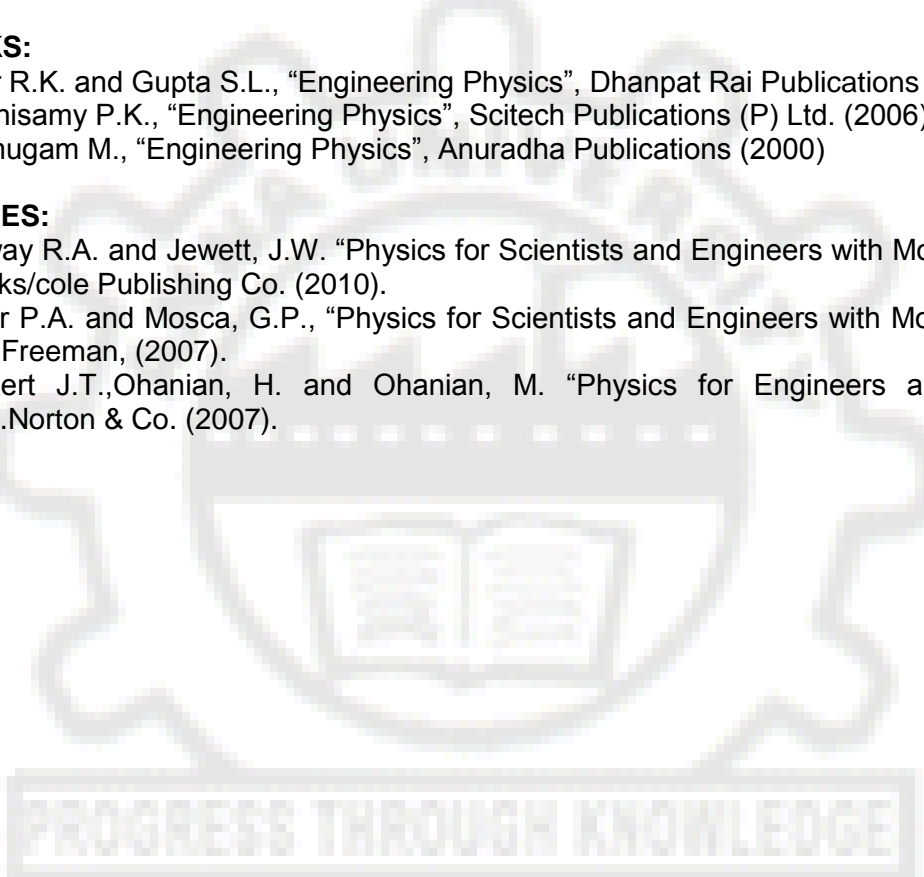 KS:
r R.K. and Gupta S.L., “Engineering Physics”, Dhanpat Rai Publications
nisamy P.K., “Engineering Physics”, Scitech Publications (P) Ltd. (2006)
nugam M., “Engineering Physics”, Anuradha Publications (2000)
ES:
way R.A. and Jewett, J.W. “Physics for Scientists and Engineers with Mo
ks/cole Publishing Co. (2010).
r P.A. and Mosca, G.P., “Physics for Scientists and Engineers with Mo
Freeman, (2007).
ert J.T.,Ohanian, H. and Ohanian, M. “Physics for Engineers a
.Norton & Co. (2007).
PROGRESS THROUGH KNOWLEDGE